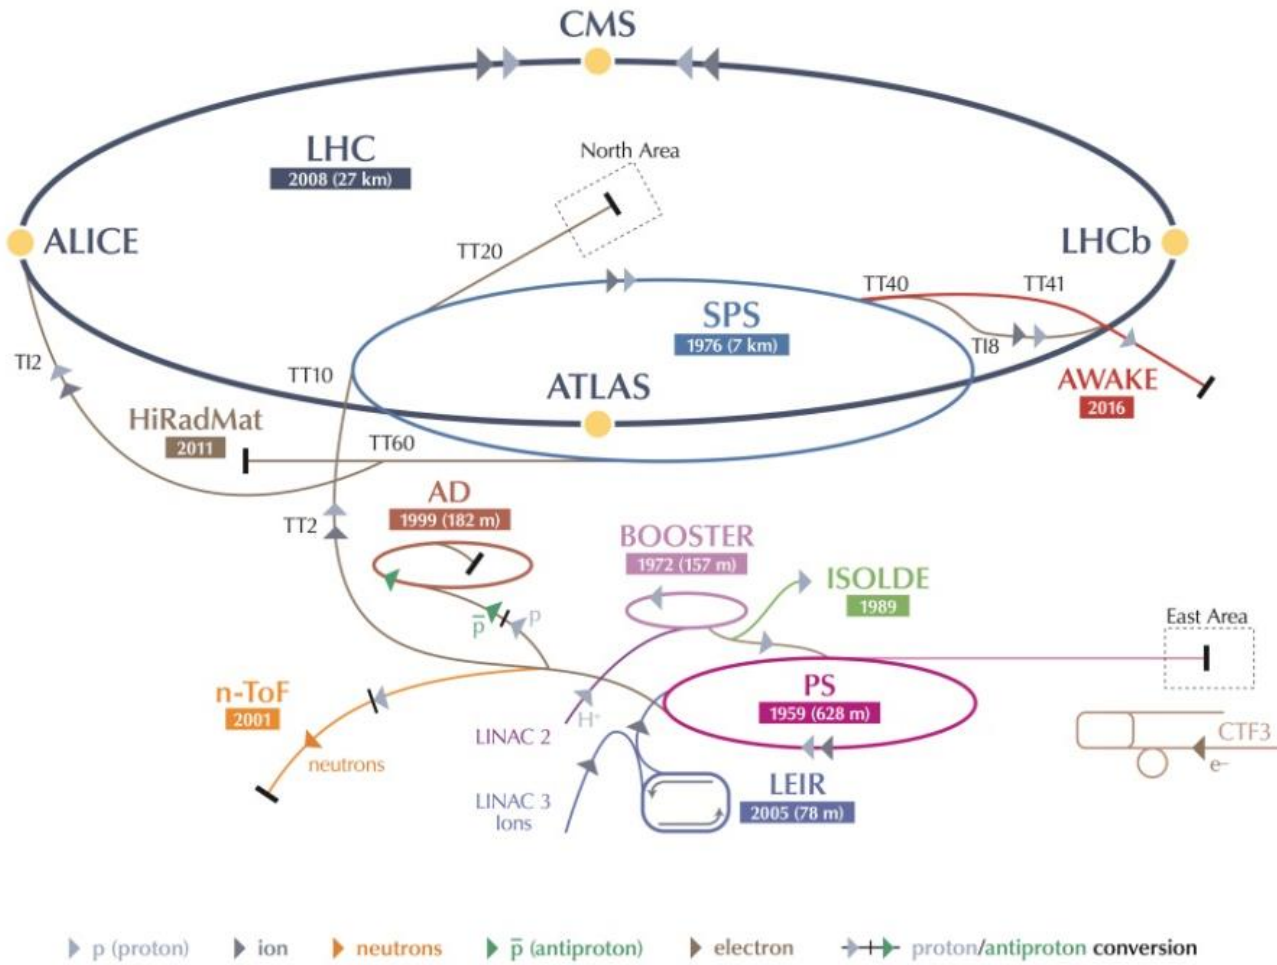 CMS
LHC
2008 (27 km)
North Area
ALICE
LHCb
TT20
TT40
TT41
SPS
1976 (7 km)
TI8
TI2
TT10
ATLAS
AWAKE
2016
HiRadMat
2011
TT60
AD
1999 (182 m)
TT2
BOOSTER
1972 (157 m)
ISOLDE
1989
East Area
p̅
p
n-ToF
2001
PS
1959 (628 m)
H⁺
LINAC 2
neutrons
CTF3
e–
LEIR
2005 (78 m)
LINAC 3
Ions
p (proton)
ion
neutrons
p̅ (antiproton)
electron
proton/antiproton conversion